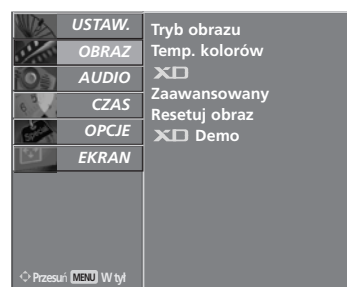 USTAW.
OBRAZ
AUDIO
CZAS
OPCJE
EKRAN
Tryb obrazu
Temp. kolorów
XD
Zaawansowany
Resetuj obraz
XD Demo
Przesuń MENU W tył